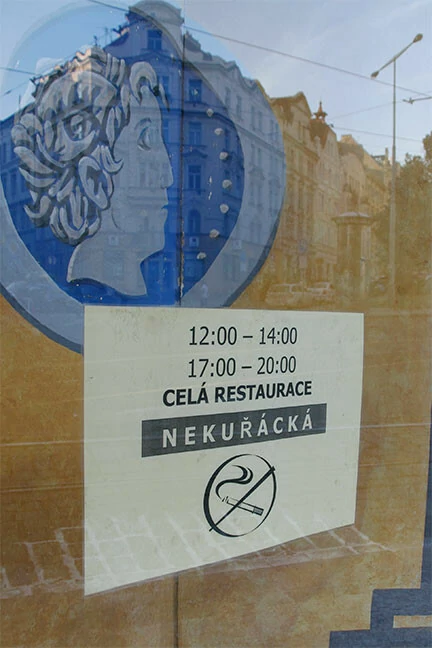 12:00 – 14:00
17:00 – 20:00
CELÁ RESTAURACE
NEKUŘÁCKÁ